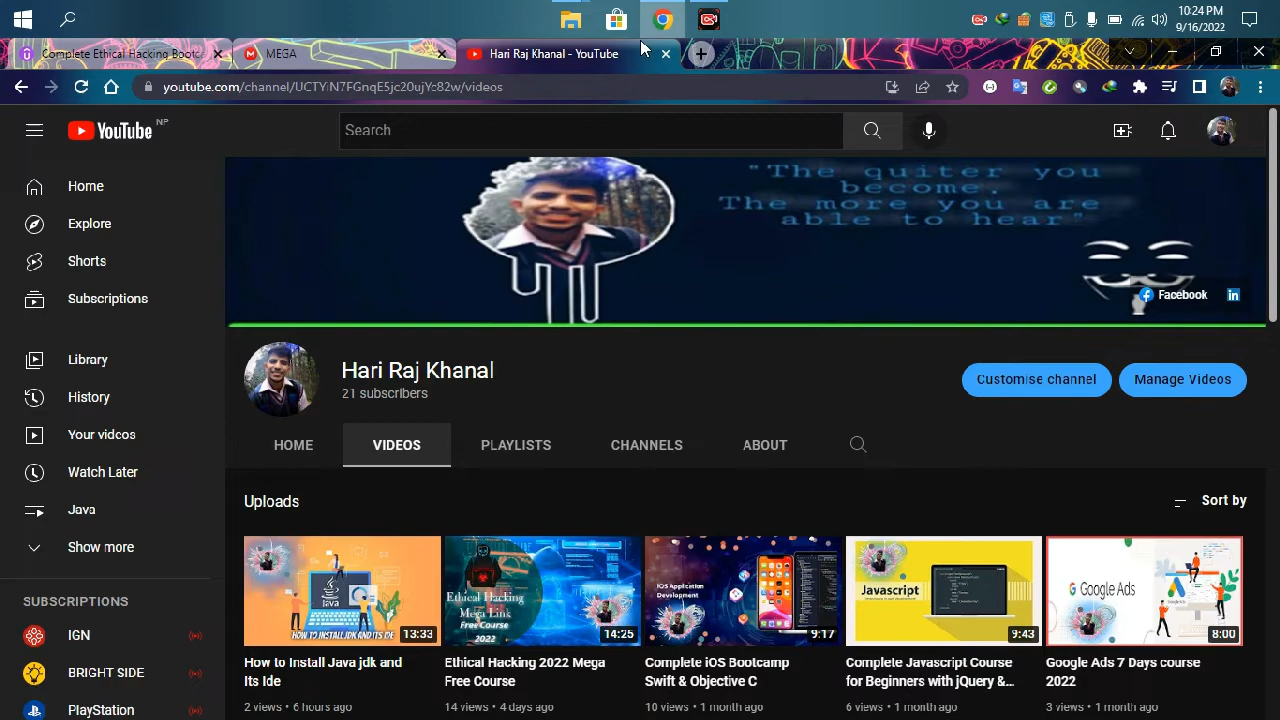 10:24 PM
9/16/2022
Complete Ethical Hacking Bootc
MEGA
Hari Raj Khanal - YouTube
youtube.com/channel/UCTYiN7FGnqE5jc20ujYc82w/videos
YouTube NP
Search
"The quiter you
become.
The more you are
able to hear"
Facebook
in
Home
Explore
Shorts
Subscriptions
Library
History
Your videos
Watch Later
Java
Show more
SUBSCRIPTIONS
IGN
BRIGHT SIDE
PlayStation
Hari Raj Khanal
21 subscribers
Customise channel
Manage Videos
HOME
VIDEOS
PLAYLISTS
CHANNELS
ABOUT
Uploads
Sort by
Java
HOW TO INSTALL JDK AND ITS IDE
13:33
Ethical Hacking
Mega Link
Free Course
2022
14:25
iOS Application
Development
9:17
Javascript
9:43
Google Ads
8:00
How to Install Java jdk and
Its Ide
2 views • 6 hours ago
Ethical Hacking 2022 Mega
Free Course
14 views • 4 days ago
Complete iOS Bootcamp
Swift & Objective C
10 views • 1 month ago
Complete Javascript Course
for Beginners with jQuery &...
6 views • 1 month ago
Google Ads 7 Days course
2022
3 views • 1 month ago